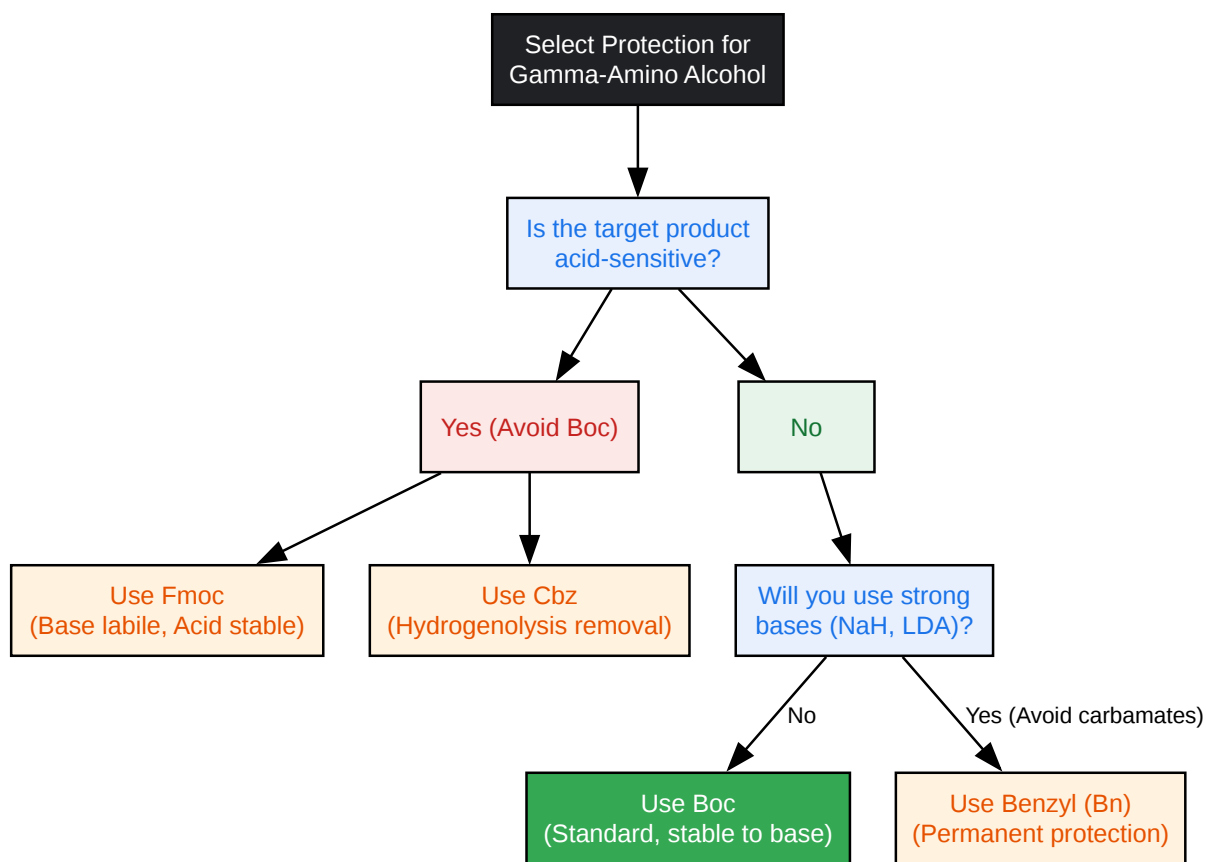 Select Protection for
Gamma-Amino Alcohol
Is the target product
acid-sensitive?
Yes (Avoid Boc)
No
Use Fmoc
(Base labile, Acid stable)
Use Cbz
(Hydrogenolysis removal)
Will you use strong
bases (NaH, LDA)?
No
Yes (Avoid carbamates)
Use Boc
(Standard, stable to base)
Use Benzyl (Bn)
(Permanent protection)